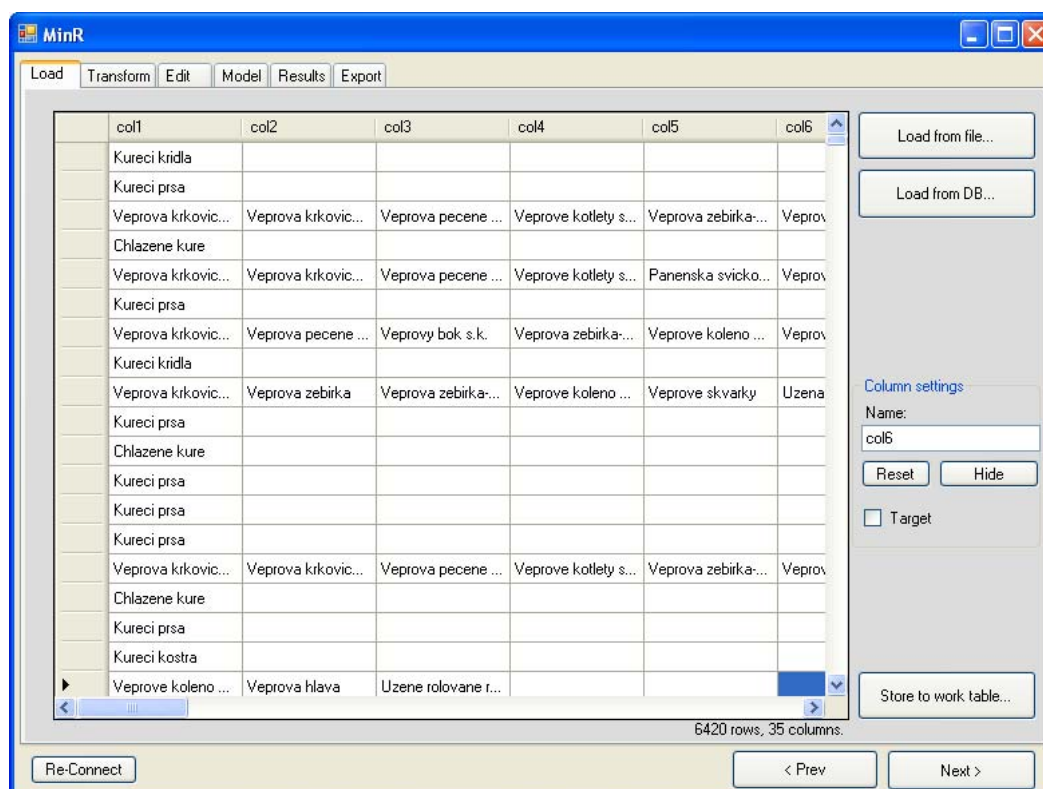 MinR
Load Transform Edit Model Results Export
col1 col2 col3 col4 col5 col6
Kureci kridla
Kureci prsa
Veprova krkovic... Veprova krkovic... Veprova pecene ... Veprove kotlety s... Veprova zebirka-... Veprov
Chlazene kure
Veprova krkovic... Veprova krkovic... Veprova pecene ... Veprove kotlety s... Panenska svicko... Veprov
Kureci prsa
Veprova krkovic... Veprova pecene ... Veprovy bok s.k. Veprova zebirka-... Veprove koleno ... Veprov
Kureci kridla
Veprova krkovic... Veprova zebirka Veprova zebirka-... Veprove koleno ... Veprove skvarky Uzena
Kureci prsa
Chlazene kure
Kureci prsa
Kureci prsa
Kureci prsa
Veprova krkovic... Veprova krkovic... Veprova pecene ... Veprove kotlety s... Veprova zebirka-... Veprov
Chlazene kure
Kureci prsa
Kureci kostra
Veprove koleno ... Veprova hlava Uzene rolovane r...
6420 rows, 35 columns.
Load from file...
Load from DB...
Column settings
Name:
col6
Reset Hide
Target
Store to work table...
Re-Connect < Prev Next >